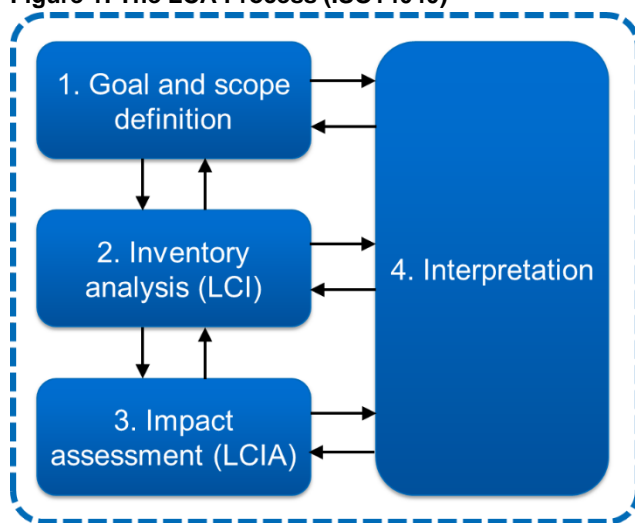 Figure 1. The LCA Process (ISO14040)
1. Goal and scope
definition
2. Inventory
analysis (LCI)
3. Impact
assessment (LCIA)
4. Interpretation